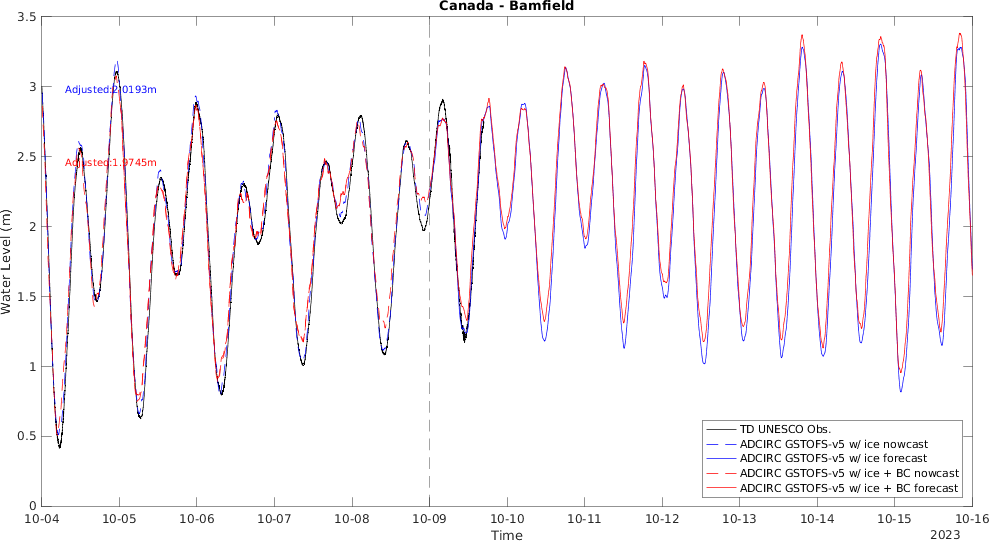 Canada - Bamfield
3.5
3
2.5
2
1.5
1
0.5
0
Water Level (m)
Adjusted:2.0193m
Adjusted:1.9745m
TD UNESCO Obs.
ADCIRC GSTOFS-v5 w/ ice nowcast
ADCIRC GSTOFS-v5 w/ ice forecast
ADCIRC GSTOFS-v5 w/ ice + BC nowcast
ADCIRC GSTOFS-v5 w/ ice + BC forecast
10-04 10-05 10-06 10-07 10-08 10-09 10-10 10-11 10-12 10-13 10-14 10-15 10-16
Time
2023